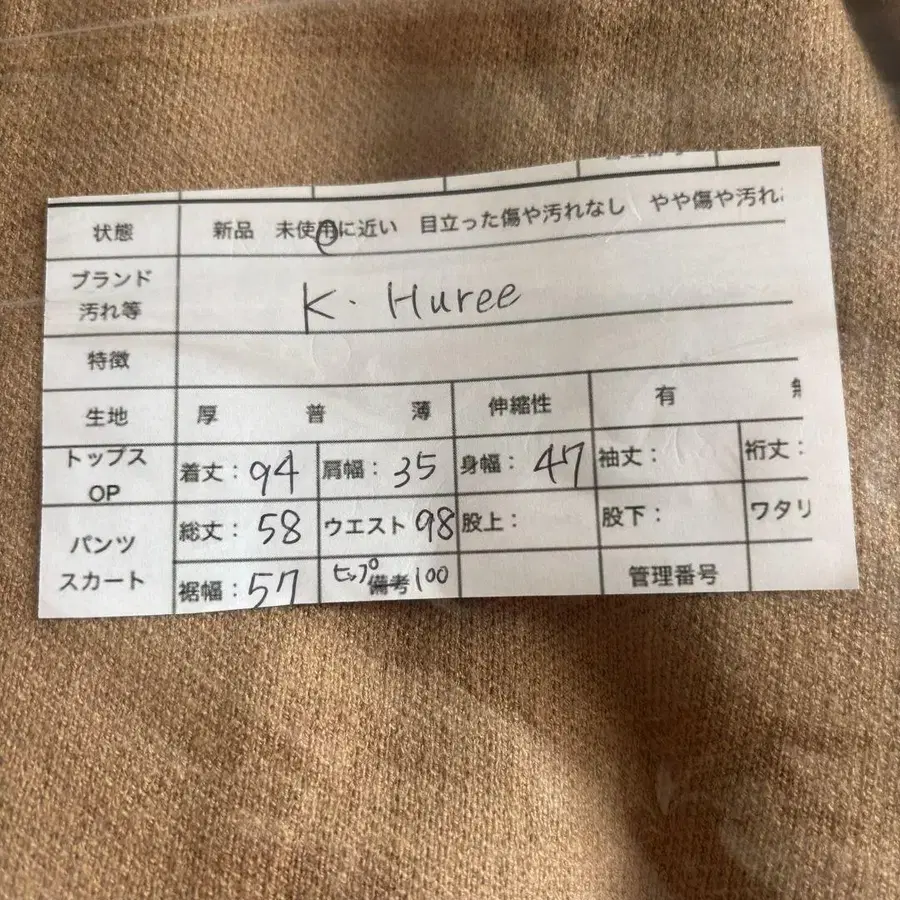 状態 新品 未使用に近い 目立った傷や汚れなし やや傷や汚れ
ブランド
汚れ等 K. Huree
特徴
生地 厚 普 薄 伸縮性 有
トップス
OP 着丈：94 肩幅：35 身幅：47 袖丈： 裄丈：
パンツ
スカート 総丈：58 ウエスト 98 股上： 股下： ワタリ
裾幅：57 ヒップ 備考 100 管理番号